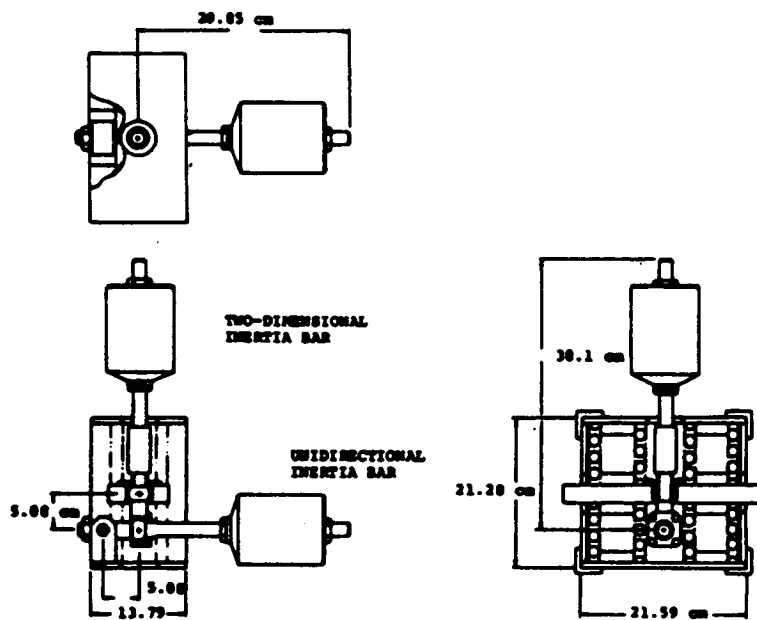 29.85 cm
TWO-DIMENSIONAL
INERTIA BAR
38.1 cm
UNIDIRECTIONAL
INERTIA BAR
5.08 cm
21.28 cm
5.08
13.79
21.59 cm